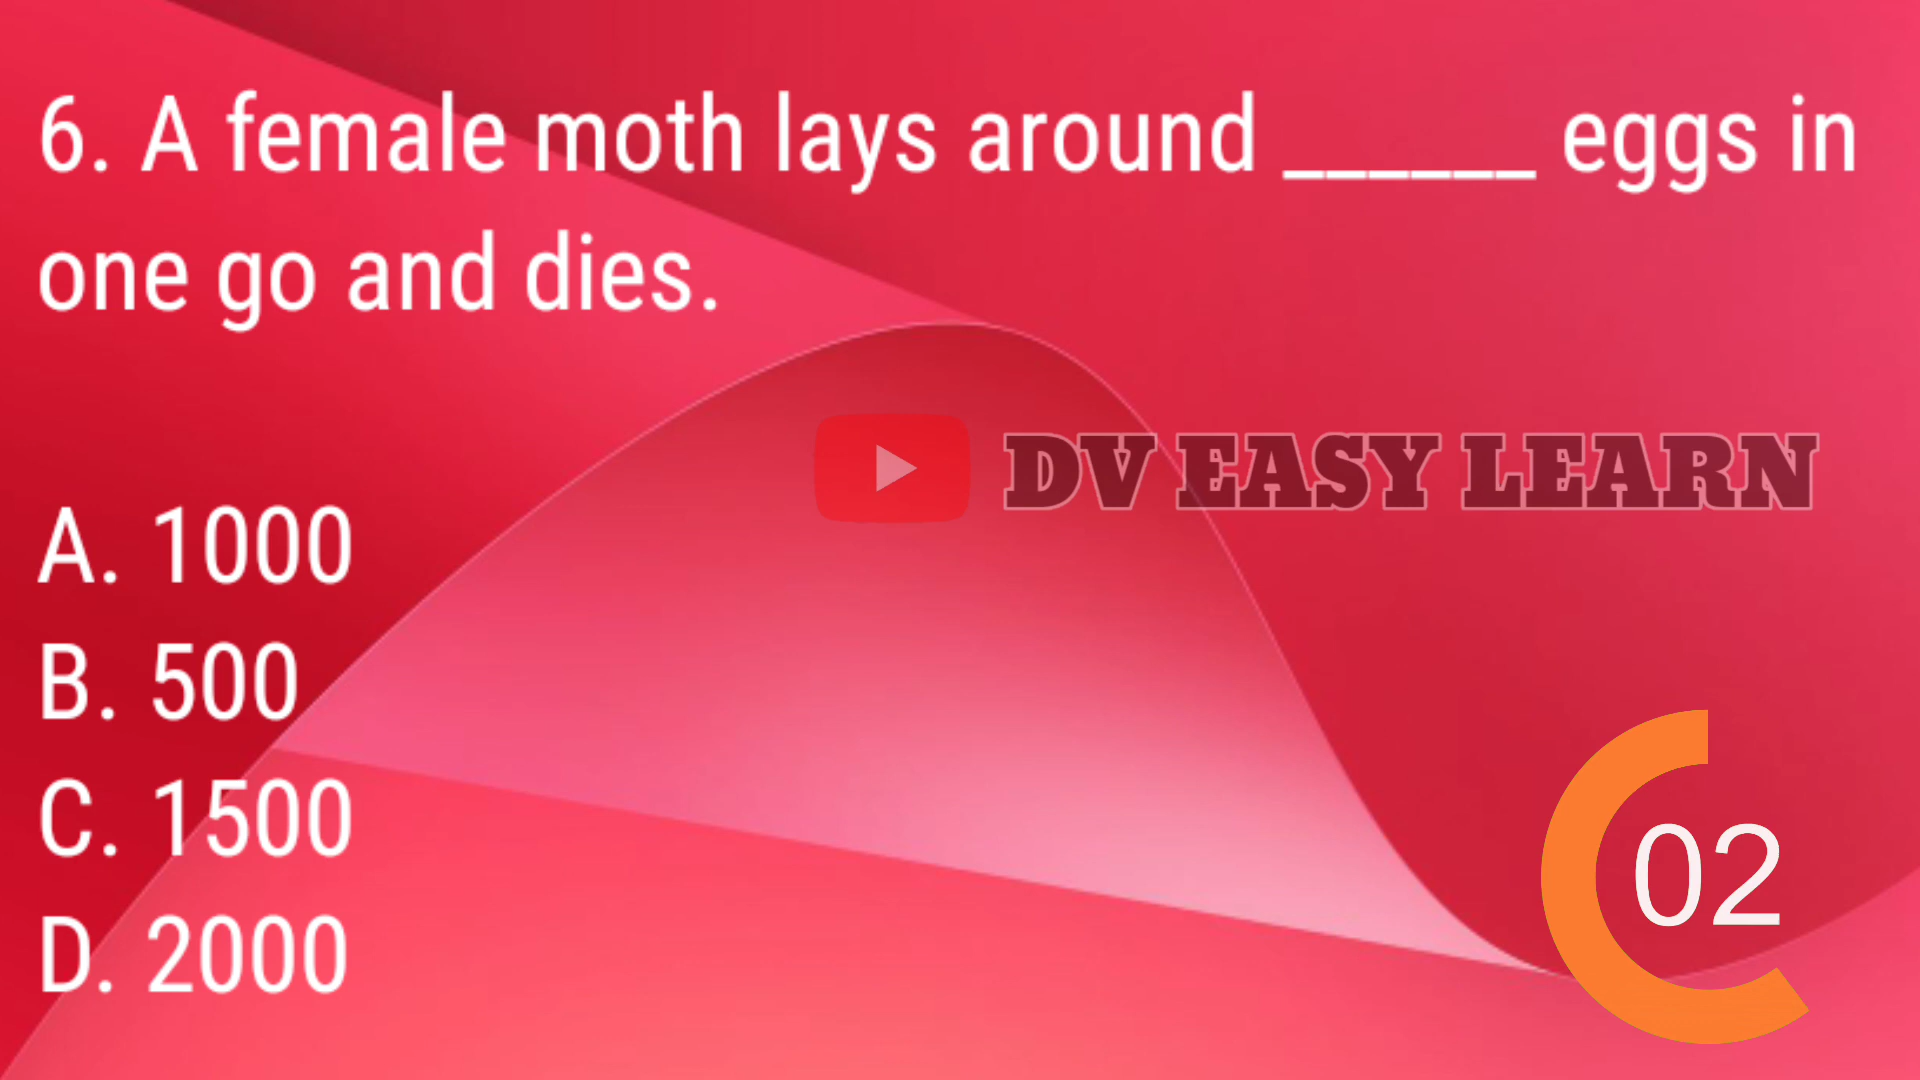 6. A female moth lays around ______ eggs in
one go and dies.
DV EASY LEARN
A. 1000
B. 500
C. 1500
D. 2000
02